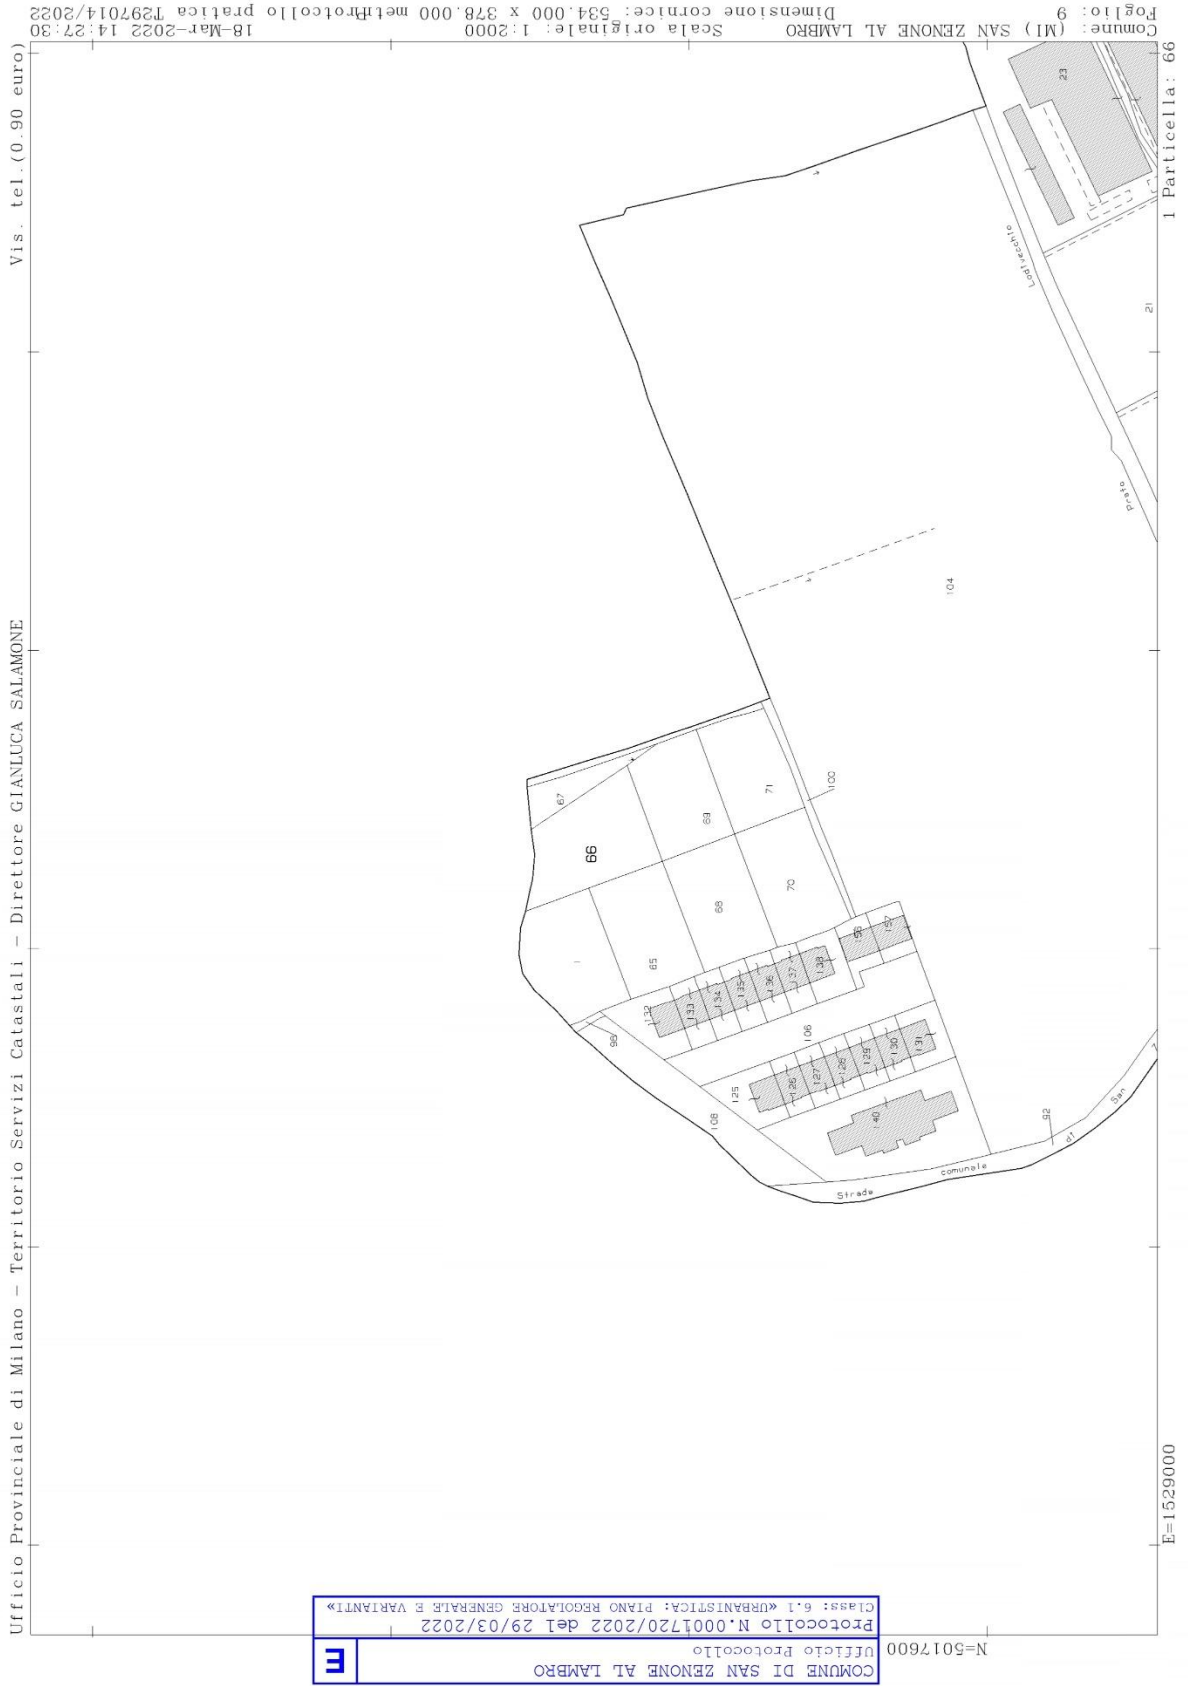 Ufficio Provinciale di Milano - Territorio Servizi Catastali - Direttore GIANLUCA SALAMONE
Vis. tel. (0.90 euro)
Comune: (MI) SAN ZENONE AL LAMBRO
Foglio: 9
Scala originale: 1:2000
Dimensione cornice: 534.000 x 378.000 metri
18-Mar-2022 14:27:30
Protocollo pratica T297014/2022
1 Particella: 66
E=1529000
N=5017600
COMUNE DI SAN ZENONE AL LAMBRO
Ufficio Protocollo
E
Protocollo N.0001720/2022 del 29/03/2022
Class: 6.1 «URBANISTICA: PIANO REGOLATORE GENERALE E VARIANTI»
23
Lodivecchio
21
Prato
104
67
66
69
71
100
68
70
1
65
98
132
133
134
135
136
137
138
156
157
106
125
126
127
128
129
130
131
108
140
95
Strada
comunale
di
San